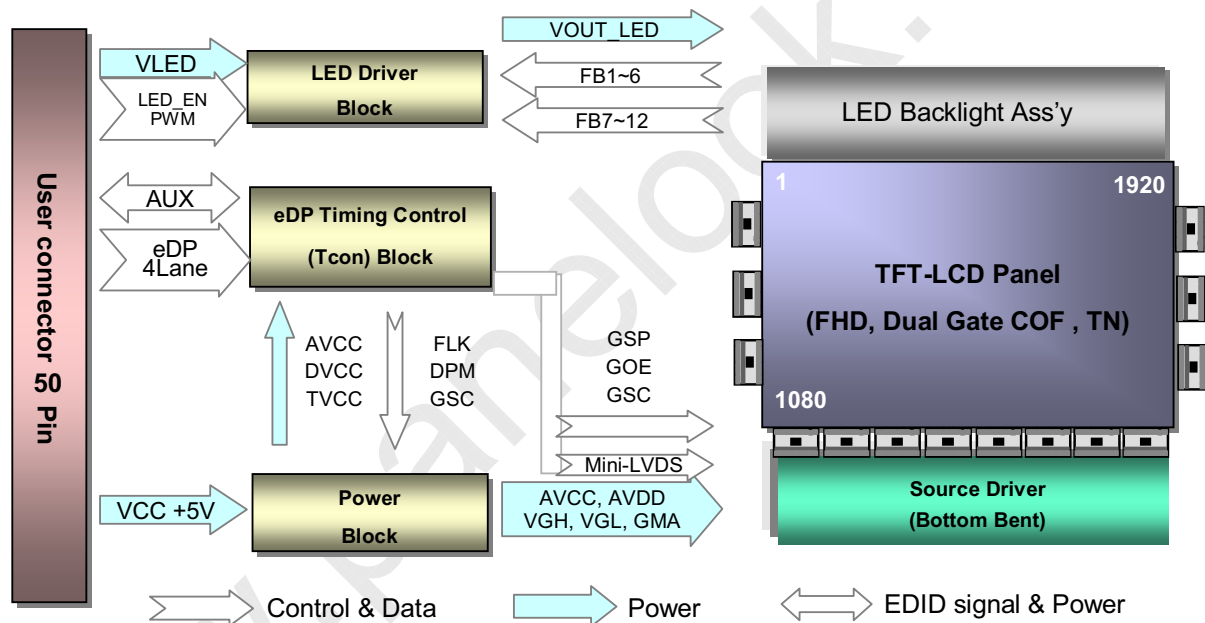 User connector 50 Pin
VLED
LED_EN
PWM
LED Driver
Block
VOUT_LED
FB1~6
FB7~12
LED Backlight Ass'y
AUX
eDP
4Lane
eDP Timing Control
(Tcon) Block
1
1920
TFT-LCD Panel
(FHD, Dual Gate COF , TN)
1080
AVCC
DVCC
TVCC
FLK
DPM
GSC
GSP
GOE
GSC
Mini-LVDS
VCC +5V
Power
Block
AVCC, AVDD
VGH, VGL, GMA
Source Driver
(Bottom Bent)
Control & Data
Power
EDID signal & Power